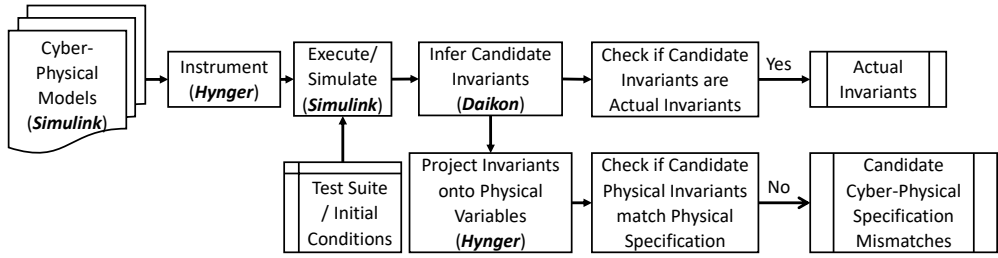 Cyber-
Physical
Models
(Simulink)
Instrument
(Hynger)
Execute/
Simulate
(Simulink)
Infer Candidate
Invariants
(Daikon)
Check if Candidate
Invariants are
Actual Invariants
Yes
Actual
Invariants
Test Suite
/ Initial
Conditions
Project Invariants
onto Physical
Variables
(Hynger)
Check if Candidate
Physical Invariants
match Physical
Specification
No
Candidate
Cyber-Physical
Specification
Mismatches